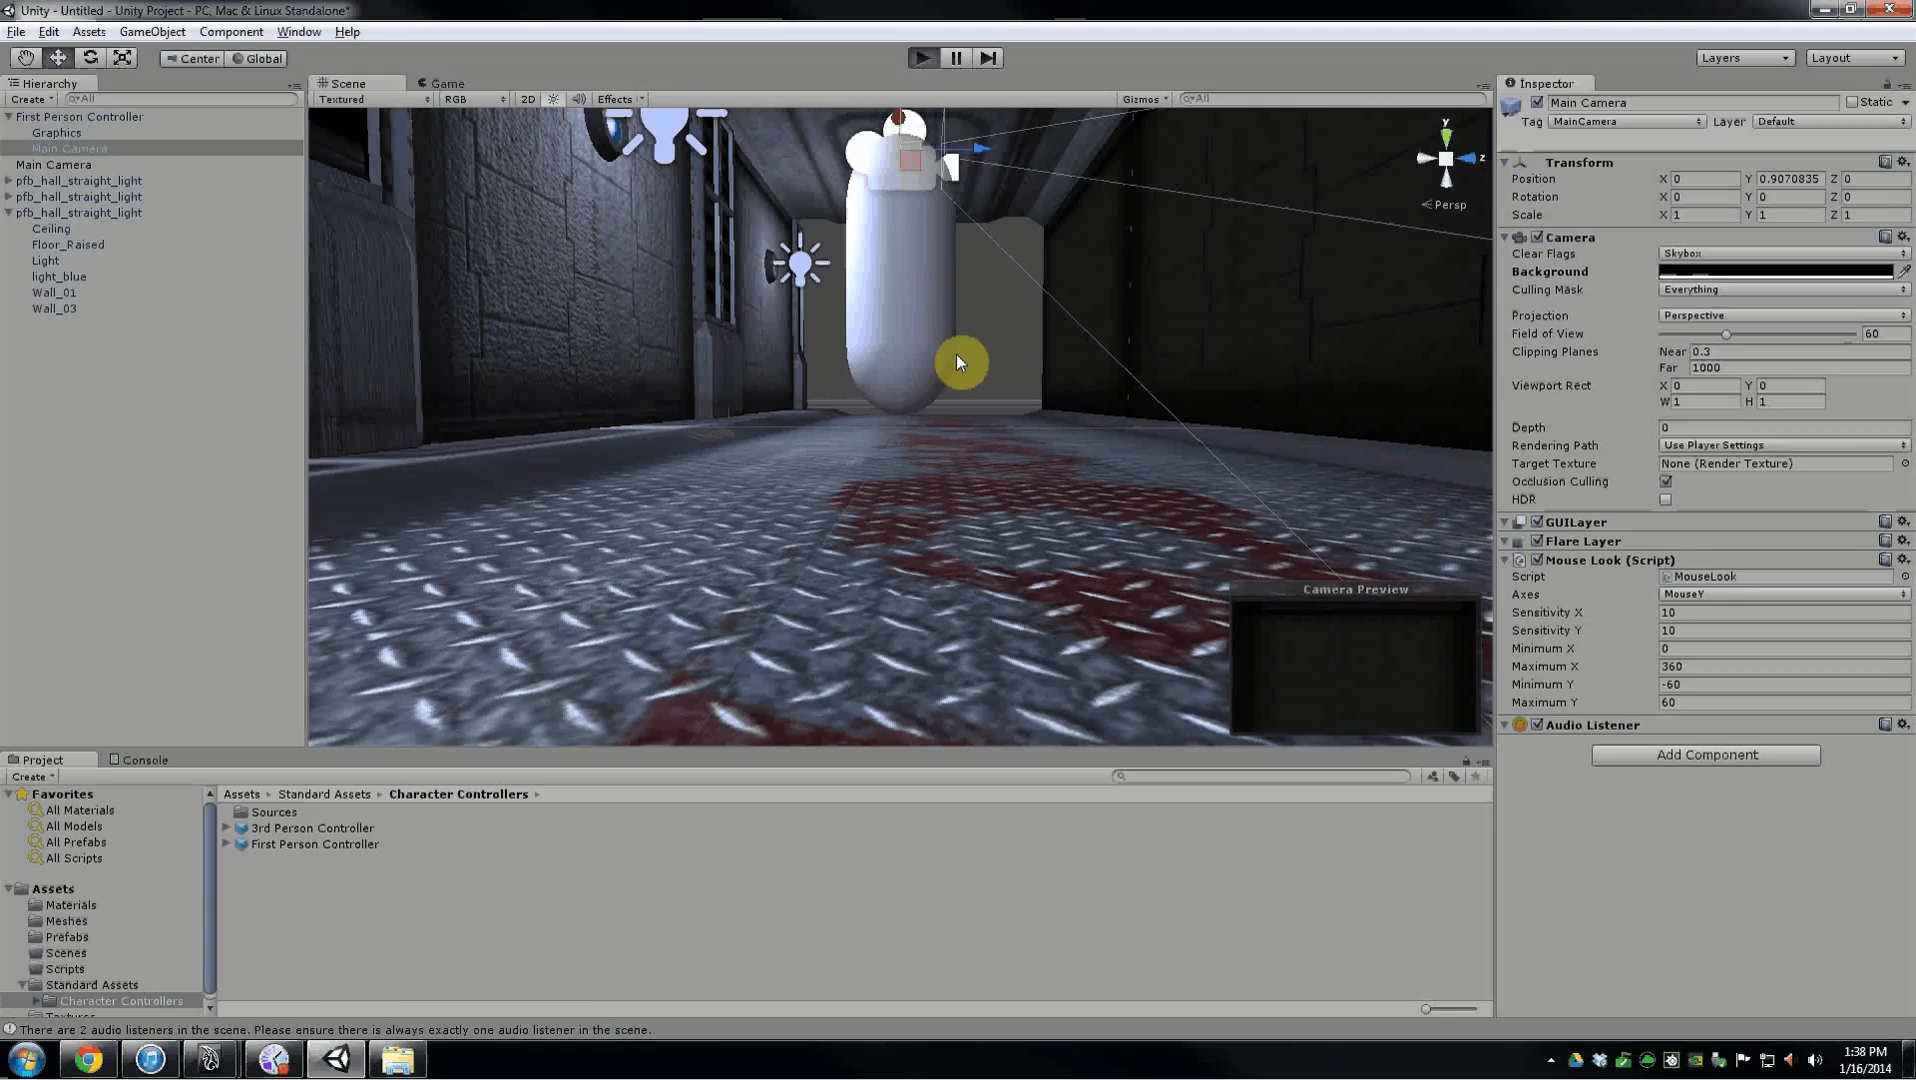 Unity - Untitled - Unity Project - PC, Mac & Linux Standalone*
File Edit Assets GameObject Component Window Help
Center Global Layers Layout
Hierarchy
Create All
First Person Controller
Graphics
Main Camera
Main Camera
pfb_hall_straight_light
pfb_hall_straight_light
pfb_hall_straight_light
Ceiling
Floor_Raised
Light
light_blue
Wall_01
Wall_03
Scene Game
Textured RGB 2D Effects Gizmos All
y
z
Persp
Camera Preview
Inspector
Main Camera Static
Tag MainCamera Layer Default
Transform
Position X 0 Y 0.9070835 Z 0
Rotation X 0 Y 0 Z 0
Scale X 1 Y 1 Z 1
Camera
Clear Flags Skybox
Background
Culling Mask Everything
Projection Perspective
Field of View 60
Clipping Planes Near 0.3
Far 1000
Viewport Rect X 0 Y 0
W 1 H 1
Depth 0
Rendering Path Use Player Settings
Target Texture None (Render Texture)
Occlusion Culling
HDR
GUILayer
Flare Layer
Mouse Look (Script)
Script MouseLook
Axes MouseY
Sensitivity X 10
Sensitivity Y 10
Minimum X 0
Maximum X 360
Minimum Y -60
Maximum Y 60
Audio Listener
Add Component
Project Console
Create
Favorites
All Materials
All Models
All Prefabs
All Scripts
Assets
Materials
Meshes
Prefabs
Scenes
Scripts
Standard Assets
Character Controllers
Textures
Assets Standard Assets Character Controllers
Sources
3rd Person Controller
First Person Controller
There are 2 audio listeners in the scene. Please ensure there is always exactly one audio listener in the scene.
1:38 PM
1/16/2014